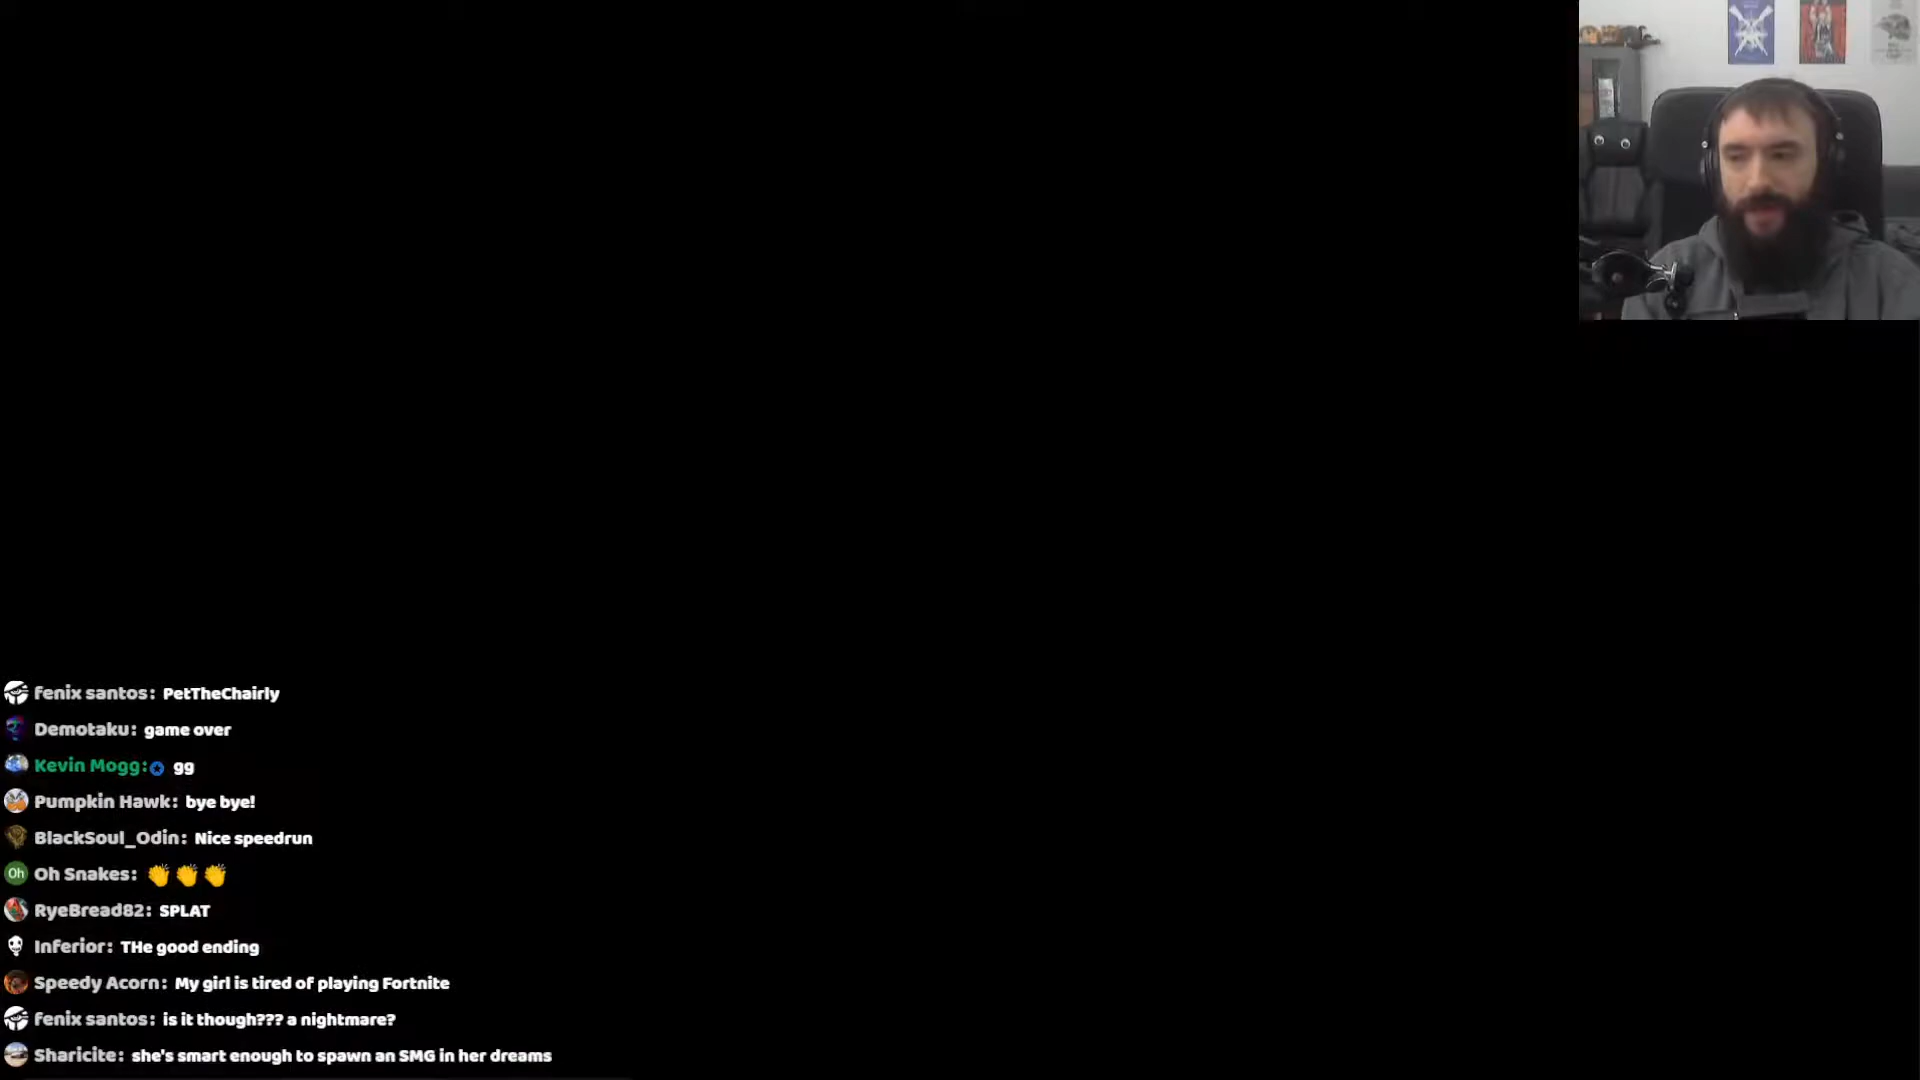 fenix santos: PetTheChairly
Demotaku: game over
Kevin Mogg: gg
Pumpkin Hawk: bye bye!
BlackSoul_Odin: Nice speedrun
Oh Oh Snakes: 👏👏👏
RyeBread82: SPLAT
Inferior: THe good ending
Speedy Acorn: My girl is tired of playing Fortnite
fenix santos: is it though??? a nightmare?
Sharicite: she's smart enough to spawn an SMG in her dreams